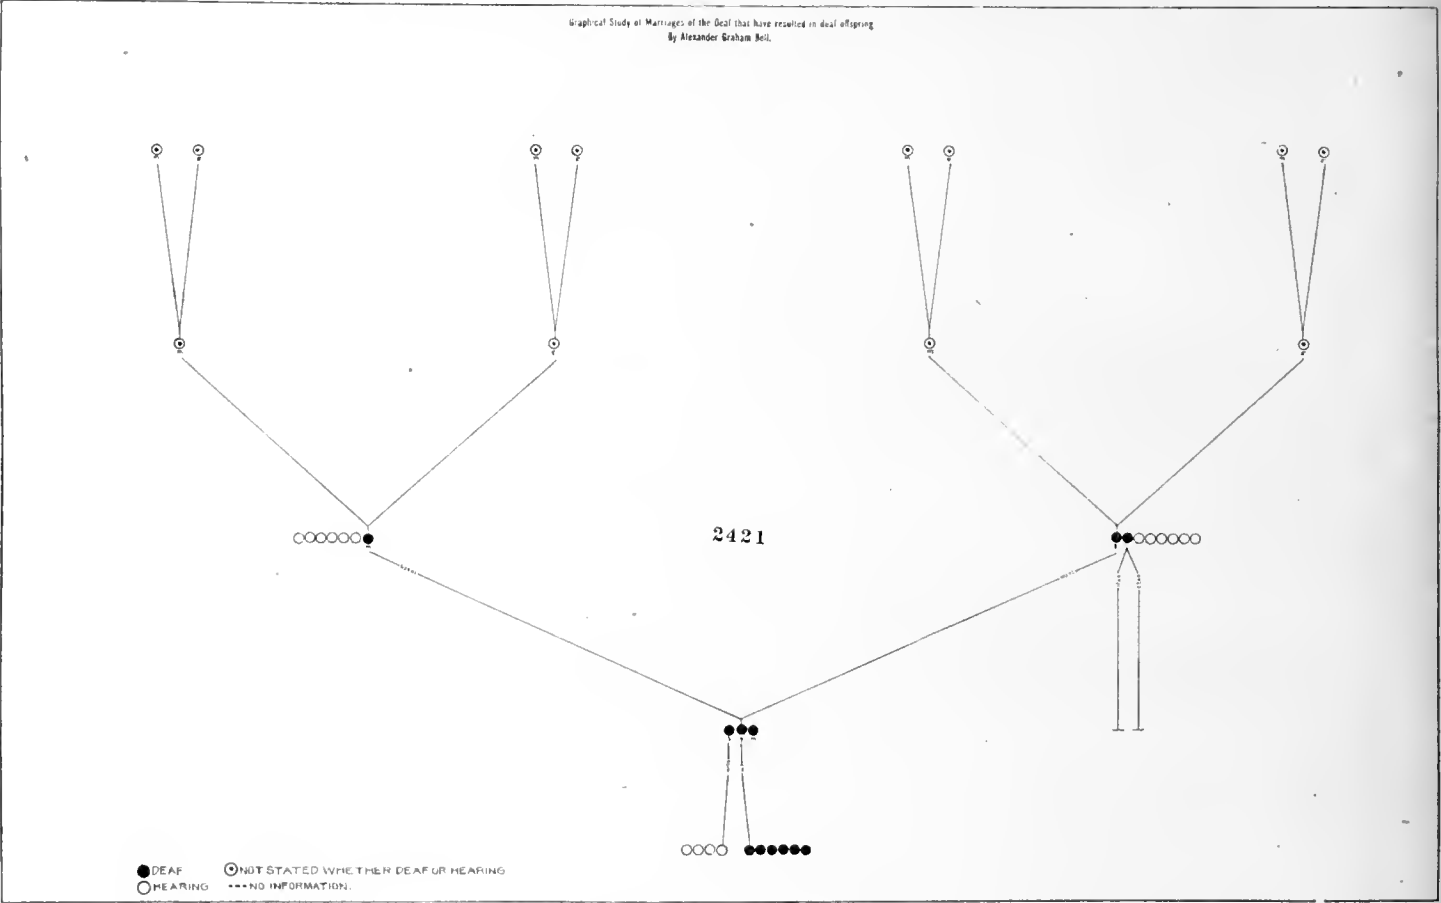 Graphical Study of Marriages of the Deaf that have resulted in deaf offspring
By Alexander Graham Bell.
2421
DEAF
NOT STATED WHETHER DEAF OR HEARING
HEARING
---NO INFORMATION.